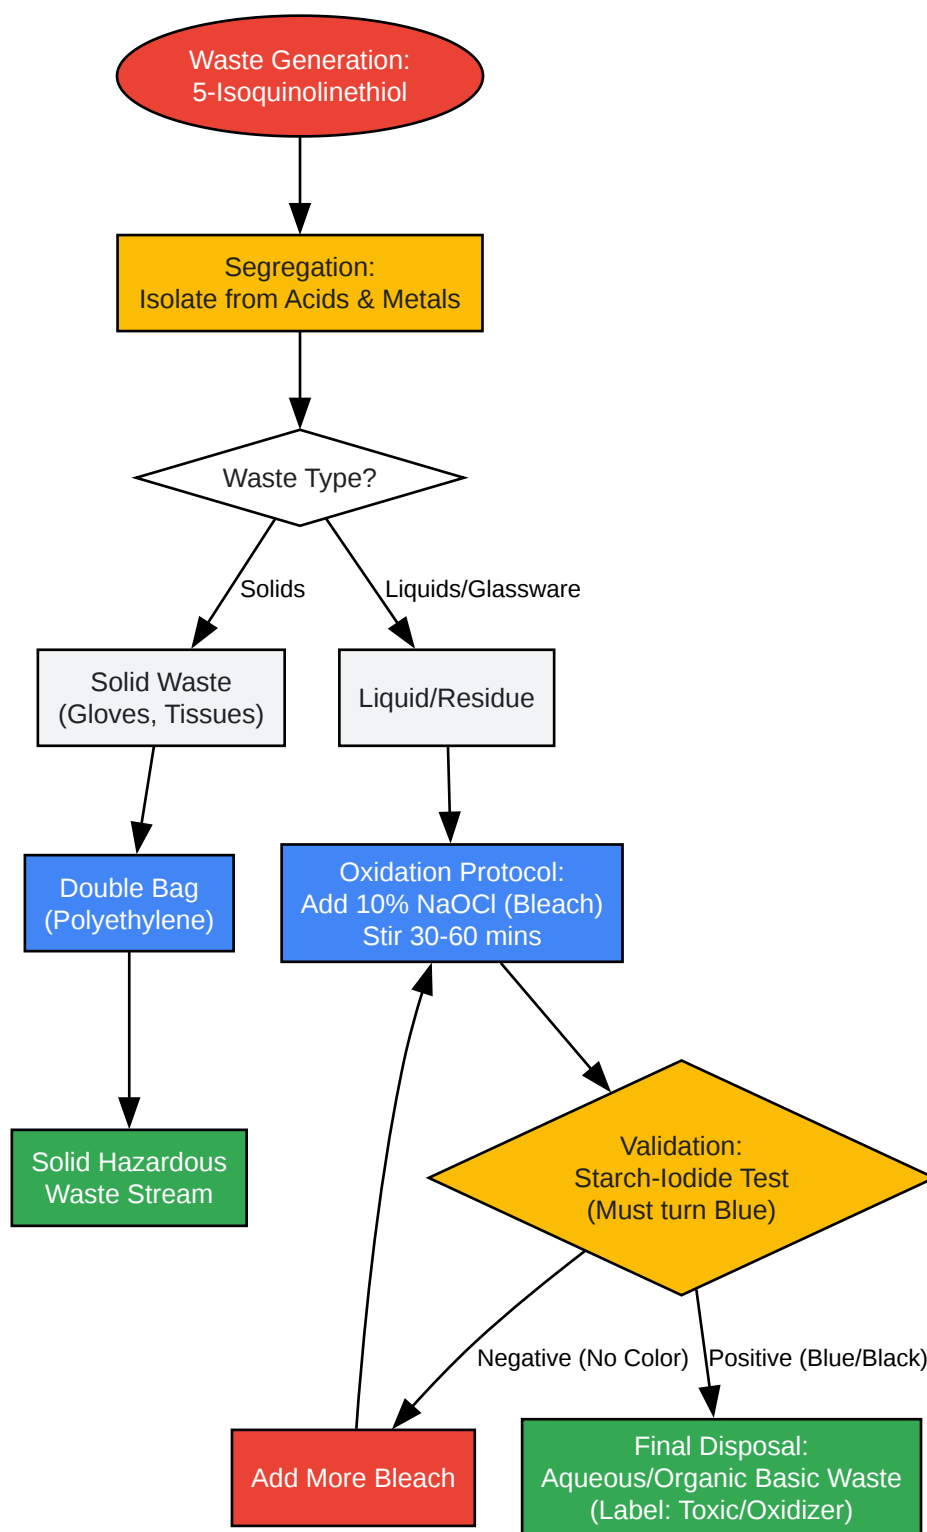 Waste Generation:
5-Isoquinolinethiol
Segregation:
Isolate from Acids & Metals
Waste Type?
Solids
Liquids/Glassware
Solid Waste
(Gloves, Tissues)
Liquid/Residue
Double Bag
(Polyethylene)
Oxidation Protocol:
Add 10% NaOCl (Bleach)
Stir 30-60 mins
Solid Hazardous
Waste Stream
Validation:
Starch-Iodide Test
(Must turn Blue)
Negative (No Color)
Positive (Blue/Black)
Add More Bleach
Final Disposal:
Aqueous/Organic Basic Waste
(Label: Toxic/Oxidizer)